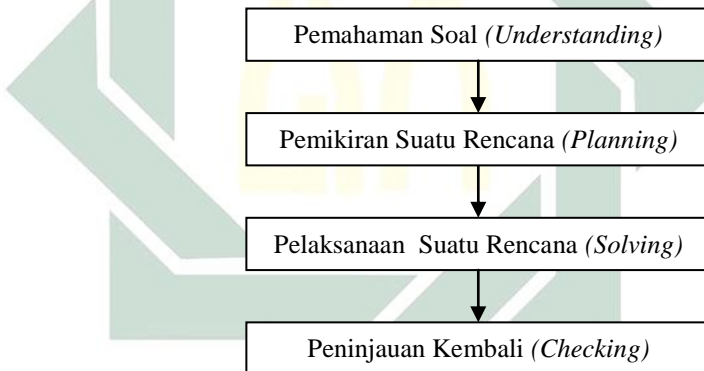 Pemahaman Soal (Understanding)
Pemikiran Suatu Rencana (Planning)
Pelaksanaan Suatu Rencana (Solving)
Peninjauan Kembali (Checking)